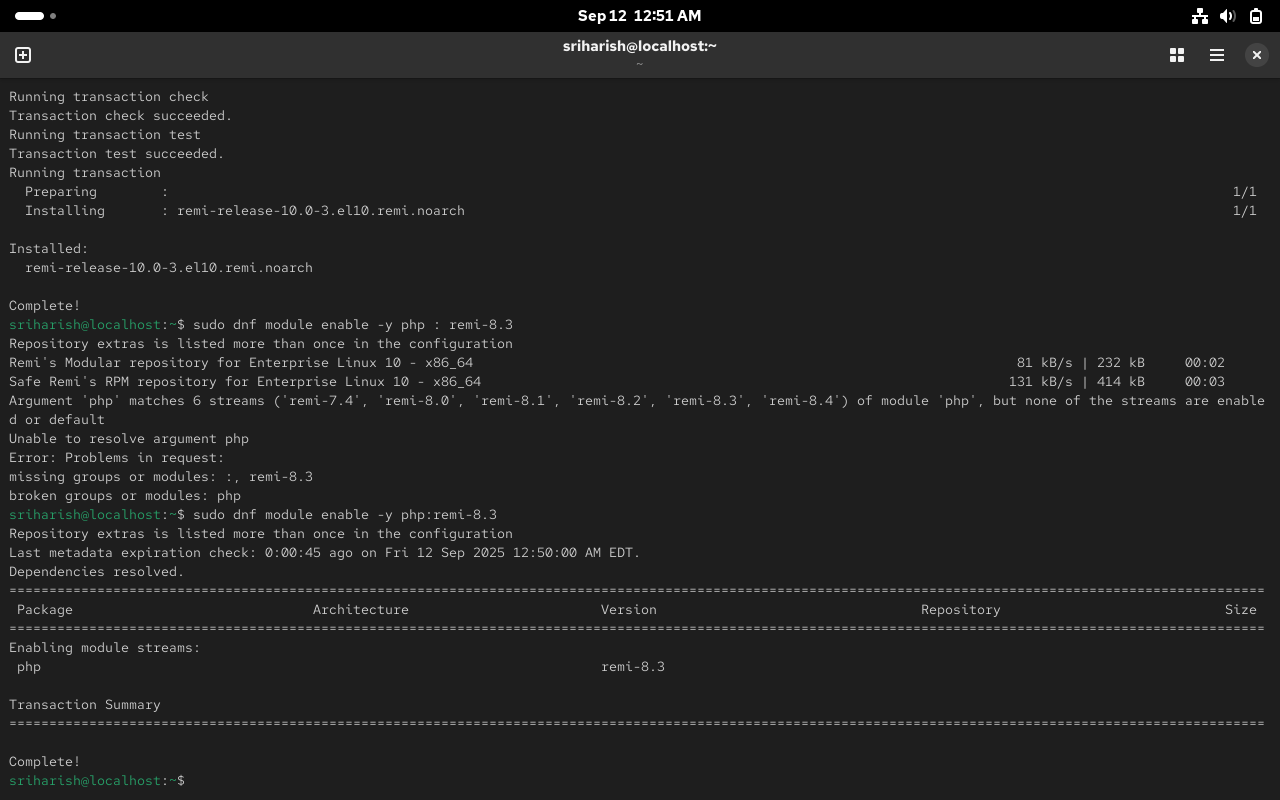 Sep 12 12:51 AM
sriharish@localhost:~
~
Running transaction check
Transaction check succeeded.
Running transaction test
Transaction test succeeded.
Running transaction
  Preparing        :                                                                                                                                     1/1
  Installing       : remi-release-10.0-3.el10.remi.noarch                                                                                                1/1
Installed:
  remi-release-10.0-3.el10.remi.noarch
Complete!
sriharish@localhost:~$ sudo dnf module enable -y php : remi-8.3
Repository extras is listed more than once in the configuration
Remi's Modular repository for Enterprise Linux 10 - x86_64                                                                    81 kB/s | 232 kB     00:02
Safe Remi's RPM repository for Enterprise Linux 10 - x86_64                                                                  131 kB/s | 414 kB     00:03
Argument 'php' matches 6 streams ('remi-7.4', 'remi-8.0', 'remi-8.1', 'remi-8.2', 'remi-8.3', 'remi-8.4') of module 'php', but none of the streams are enable
d or default
Unable to resolve argument php
Error: Problems in request:
missing groups or modules: :, remi-8.3
broken groups or modules: php
sriharish@localhost:~$ sudo dnf module enable -y php:remi-8.3
Repository extras is listed more than once in the configuration
Last metadata expiration check: 0:00:45 ago on Fri 12 Sep 2025 12:50:00 AM EDT.
Dependencies resolved.
=============================================================================================================================================================
 Package                              Architecture                        Version                                 Repository                            Size
=============================================================================================================================================================
Enabling module streams:
 php                                                                      remi-8.3
Transaction Summary
=============================================================================================================================================================
Complete!
sriharish@localhost:~$